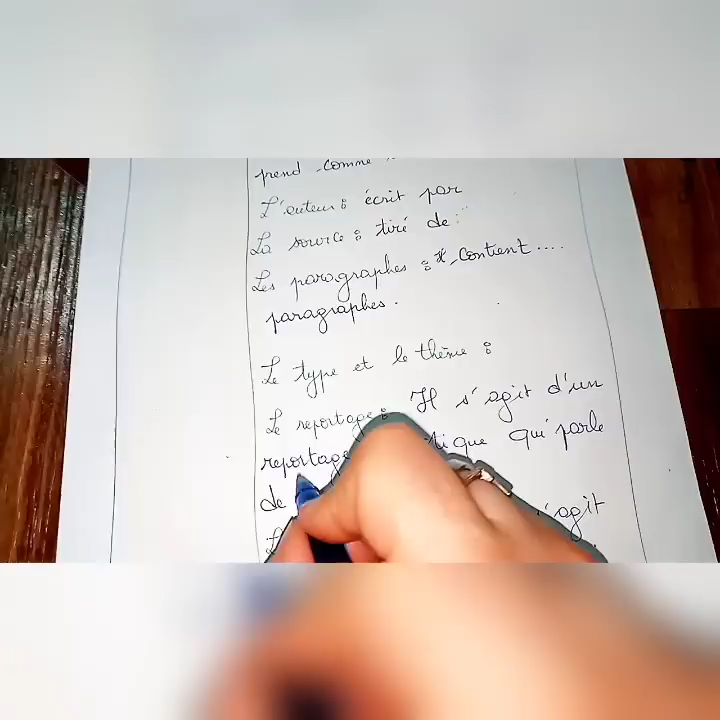 prend comme
L'auteur : écrit par
La source : tiré de :
Les paragraphes : * contient ....
paragraphes.
Le type et le thème :
Le reportage : Il s'agit d'un
reportage qui parle
de
s'agit